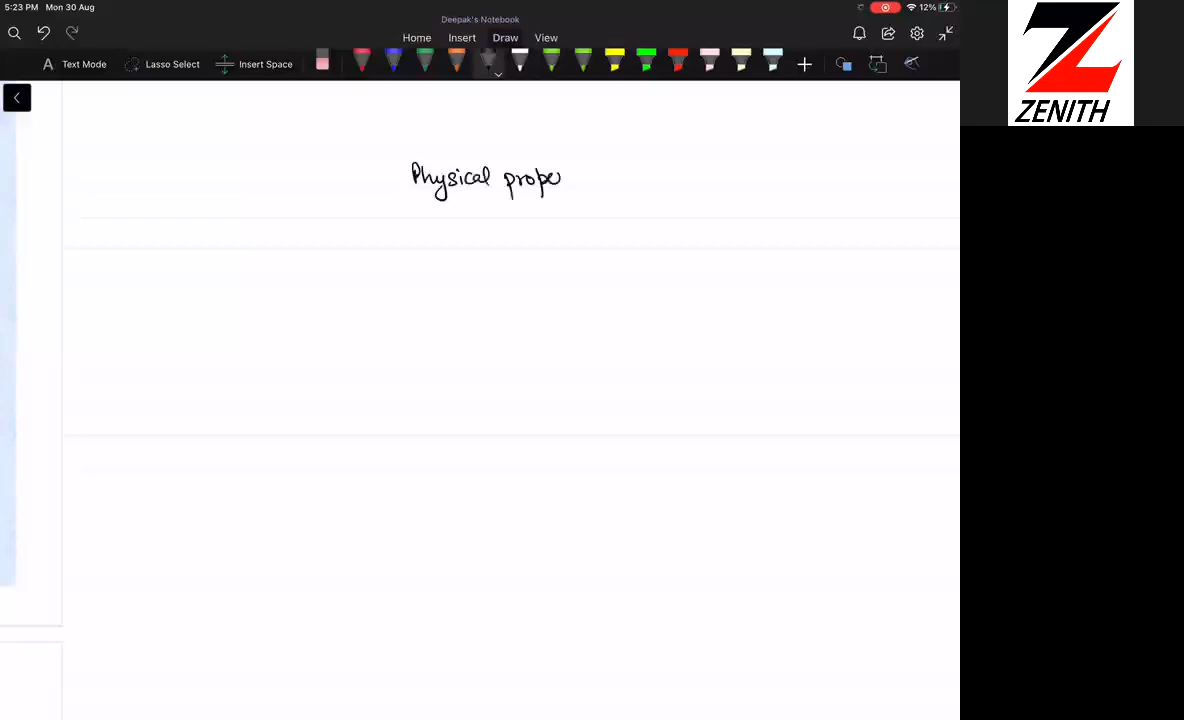 5:23 PM Mon 30 Aug
12%
Deepak's Notebook
Home Insert Draw View
A Text Mode Lasso Select Insert Space
Physical prope
ZENITH